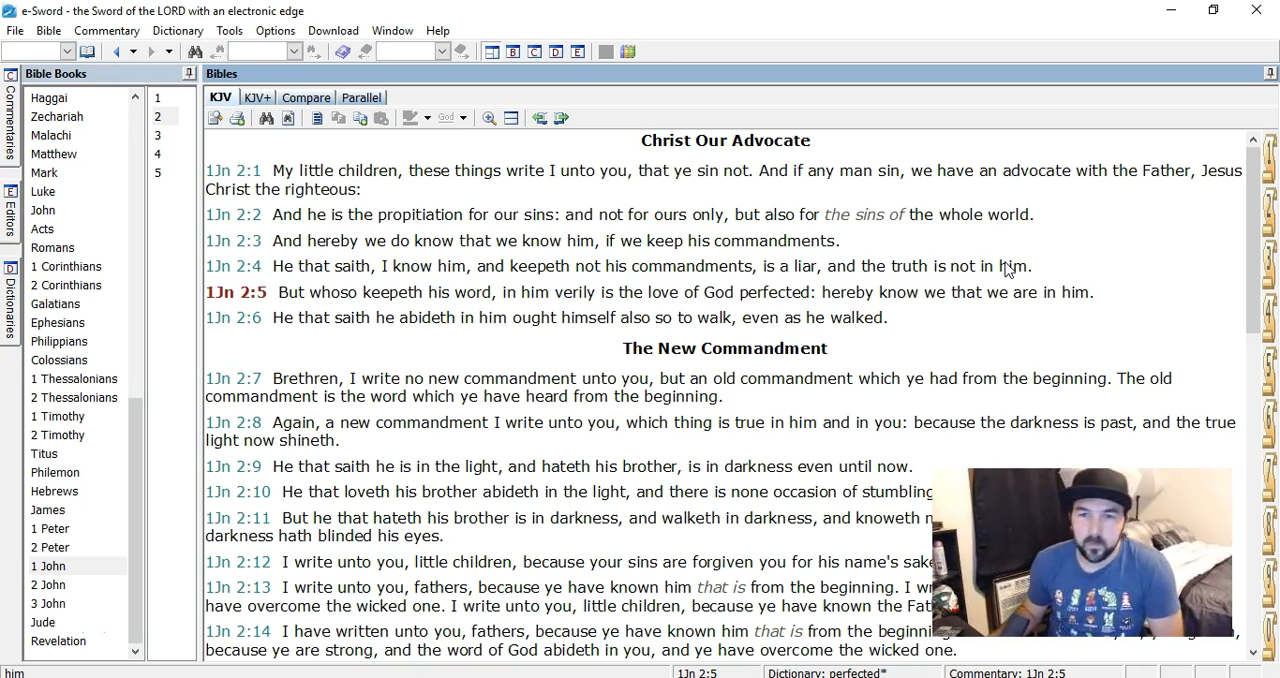 e-Sword - the Sword of the LORD with an electronic edge
File Bible Commentary Dictionary Tools Options Download Window Help
Bible Books
Bibles
Commentaries
Editors
Dictionaries
Haggai
Zechariah
Malachi
Matthew
Mark
Luke
John
Acts
Romans
1 Corinthians
2 Corinthians
Galatians
Ephesians
Philippians
Colossians
1 Thessalonians
2 Thessalonians
1 Timothy
2 Timothy
Titus
Philemon
Hebrews
James
1 Peter
2 Peter
1 John
2 John
3 John
Jude
Revelation
1
2
3
4
5
KJV KJV+ Compare Parallel
Christ Our Advocate
1Jn 2:1 My little children, these things write I unto you, that ye sin not. And if any man sin, we have an advocate with the Father, Jesus
Christ the righteous:
1Jn 2:2 And he is the propitiation for our sins: and not for ours only, but also for the sins of the whole world.
1Jn 2:3 And hereby we do know that we know him, if we keep his commandments.
1Jn 2:4 He that saith, I know him, and keepeth not his commandments, is a liar, and the truth is not in him.
1Jn 2:5 But whoso keepeth his word, in him verily is the love of God perfected: hereby know we that we are in him.
1Jn 2:6 He that saith he abideth in him ought himself also so to walk, even as he walked.
The New Commandment
1Jn 2:7 Brethren, I write no new commandment unto you, but an old commandment which ye had from the beginning. The old
commandment is the word which ye have heard from the beginning.
1Jn 2:8 Again, a new commandment I write unto you, which thing is true in him and in you: because the darkness is past, and the true
light now shineth.
1Jn 2:9 He that saith he is in the light, and hateth his brother, is in darkness even until now.
1Jn 2:10 He that loveth his brother abideth in the light, and there is none occasion of stumbling
1Jn 2:11 But he that hateth his brother is in darkness, and walketh in darkness, and knoweth
darkness hath blinded his eyes.
1Jn 2:12 I write unto you, little children, because your sins are forgiven you for his name's sake
1Jn 2:13 I write unto you, fathers, because ye have known him that is from the beginning. I
have overcome the wicked one. I write unto you, little children, because ye have known the
1Jn 2:14 I have written unto you, fathers, because ye have known him that is from the
because ye are strong, and the word of God abideth in you, and ye have overcome the wicked one.
him
1Jn 2:5
Dictionary: perfected*
Commentary: 1Jn 2:5